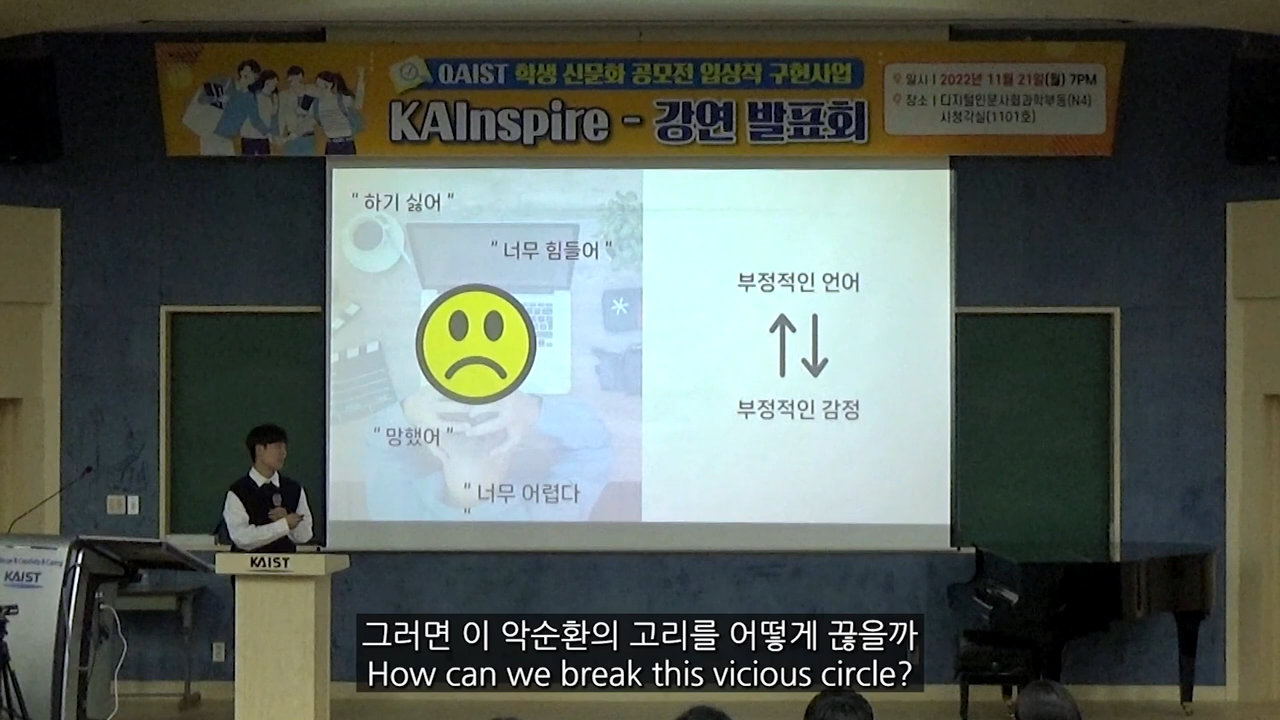 QAIST 학생 신문화 공모전 입상작 구현사업
KAInspire - 강연 발표회
일시 | 2022년 11월 21일(월) 7PM
장소 | 디지털인문사회과학부동(N4)
시청각실(1101호)
" 하기 싫어 "
" 너무 힘들어 "
" 망했어 "
" 너무 어렵다
"
부정적인 언어
부정적인 감정
KAIST
KAIST
그러면 이 악순환의 고리를 어떻게 끊을까
How can we break this vicious circle?